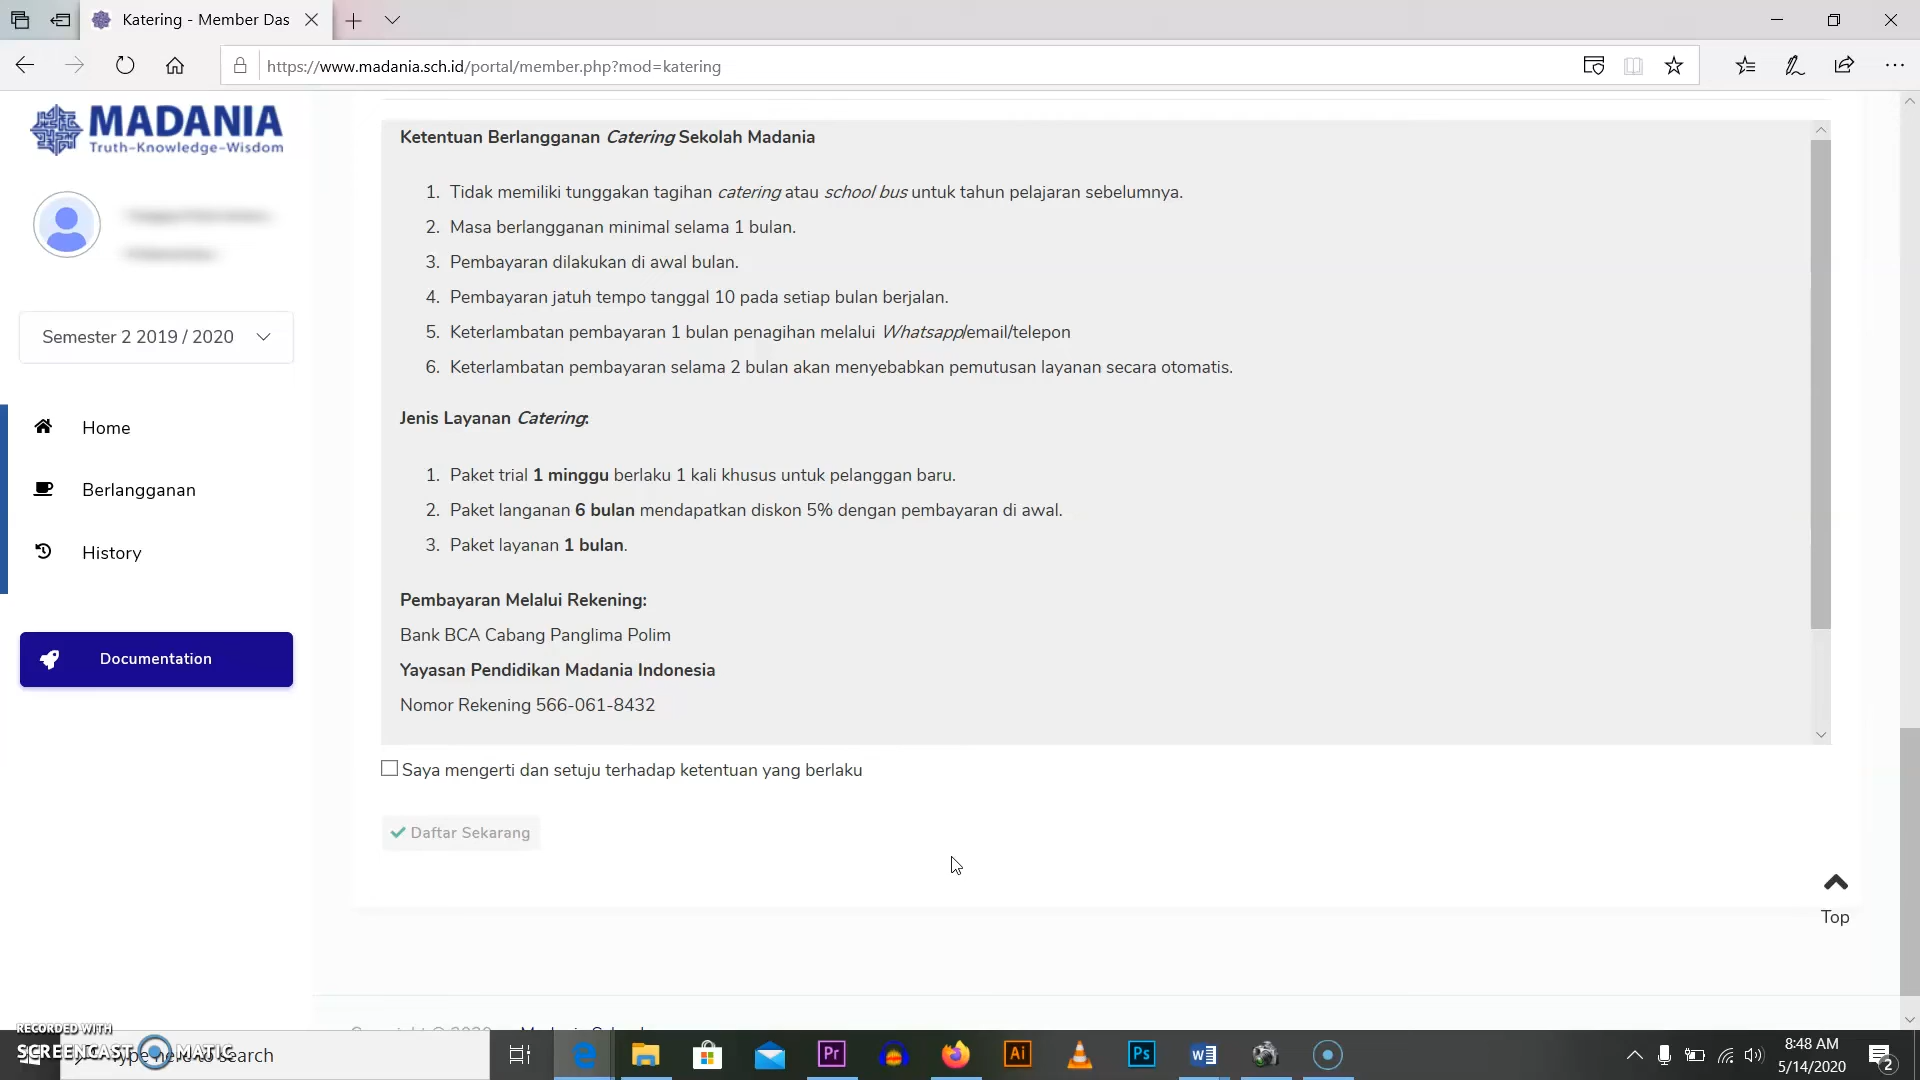 Katering - Member Das
https://www.madania.sch.id/portal/member.php?mod=katering
MADANIA
Truth-Knowledge-Wisdom
Semester 2 2019 / 2020
Home
Berlangganan
History
Documentation
Ketentuan Berlangganan Catering Sekolah Madania
1. Tidak memiliki tunggakan tagihan catering atau school bus untuk tahun pelajaran sebelumnya.
2. Masa berlangganan minimal selama 1 bulan.
3. Pembayaran dilakukan di awal bulan.
4. Pembayaran jatuh tempo tanggal 10 pada setiap bulan berjalan.
5. Keterlambatan pembayaran 1 bulan penagihan melalui Whatsapp/email/telepon
6. Keterlambatan pembayaran selama 2 bulan akan menyebabkan pemutusan layanan secara otomatis.
Jenis Layanan Catering:
1. Paket trial 1 minggu berlaku 1 kali khusus untuk pelanggan baru.
2. Paket langanan 6 bulan mendapatkan diskon 5% dengan pembayaran di awal.
3. Paket layanan 1 bulan.
Pembayaran Melalui Rekening:
Bank BCA Cabang Panglima Polim
Yayasan Pendidikan Madania Indonesia
Nomor Rekening 566-061-8432
Saya mengerti dan setuju terhadap ketentuan yang berlaku
Daftar Sekarang
Top
RECORDED WITH
SCREENCAST MATIC
Type here to search
Pr
Ai
Ps
8:48 AM
5/14/2020
2